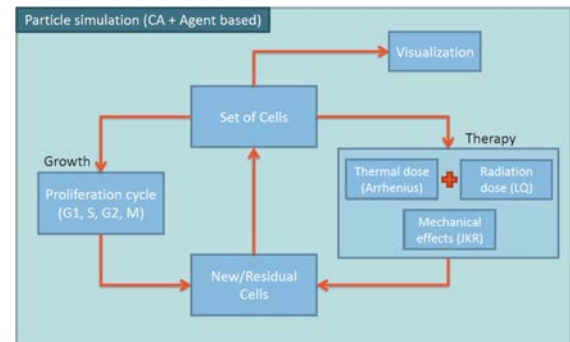 Particle simulation (CA + Agent based)
Visualization
Set of Cells
Growth
Therapy
Proliferation cycle
(G1, S, G2, M)
Thermal dose
(Arrhenius)
Radiation
dose (LQ)
Mechanical
effects (JKR)
New/Residual
Cells